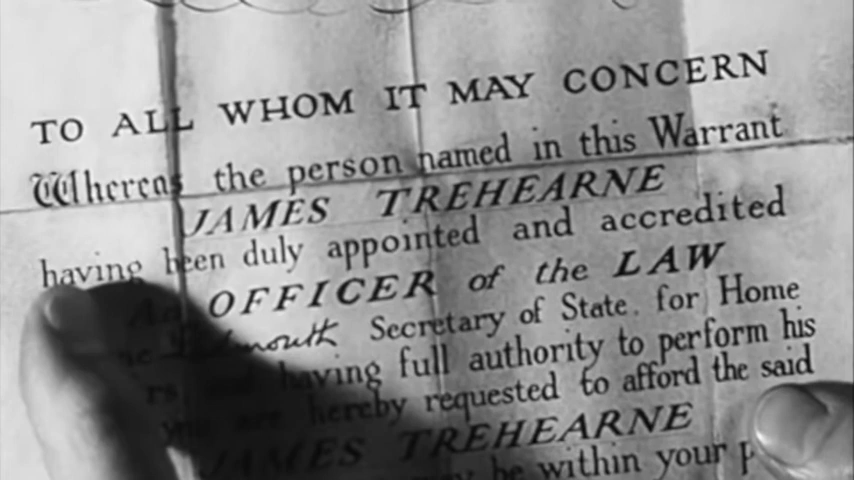 TO ALL WHOM IT MAY CONCERN
Whereas the person named in this Warrant
JAMES TREHEARNE
having been duly appointed and accredited
An OFFICER of the LAW
Secretary of State for Home
having full authority to perform his
you are hereby requested to afford the said
JAMES TREHEARNE
may be within your